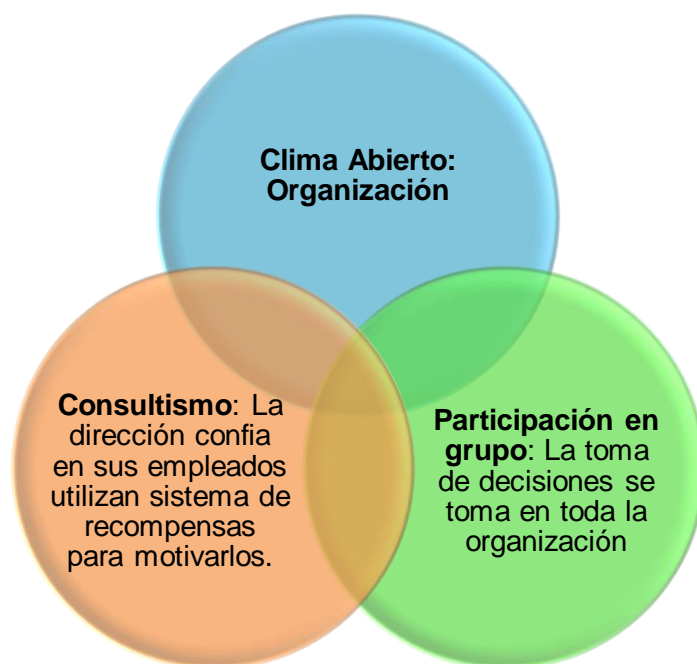 Clima Abierto:
Organización
Consultismo: La
dirección confia
en sus empleados
utilizan sistema de
recompensas
para motivarlos.
Participación en
grupo: La toma
de decisiones se
toma en toda la
organización